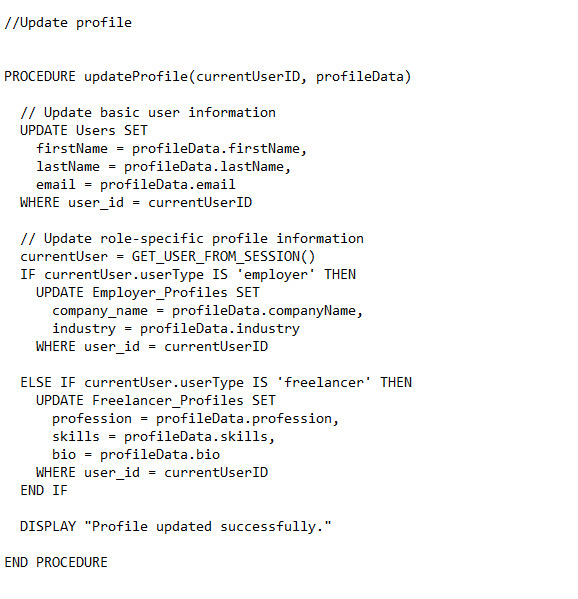 //Update profile
PROCEDURE updateProfile(currentUserID, profileData)
// Update basic user information
UPDATE Users SET
firstName = profileData.firstName,
lastName = profileData.lastName,
email = profileData.email
WHERE user_id = currentUserID
// Update role-specific profile information
currentUser = GET_USER_FROM_SESSION()
IF currentUser.userType IS 'employer' THEN
UPDATE Employer_Profiles SET
company_name = profileData.companyName,
industry = profileData.industry
WHERE user_id = currentUserID
ELSE IF currentUser.userType IS 'freelancer' THEN
UPDATE Freelancer_Profiles SET
profession = profileData.profession,
skills = profileData.skills,
bio = profileData.bio
WHERE user_id = currentUserID
END IF
DISPLAY "Profile updated successfully."
END PROCEDURE